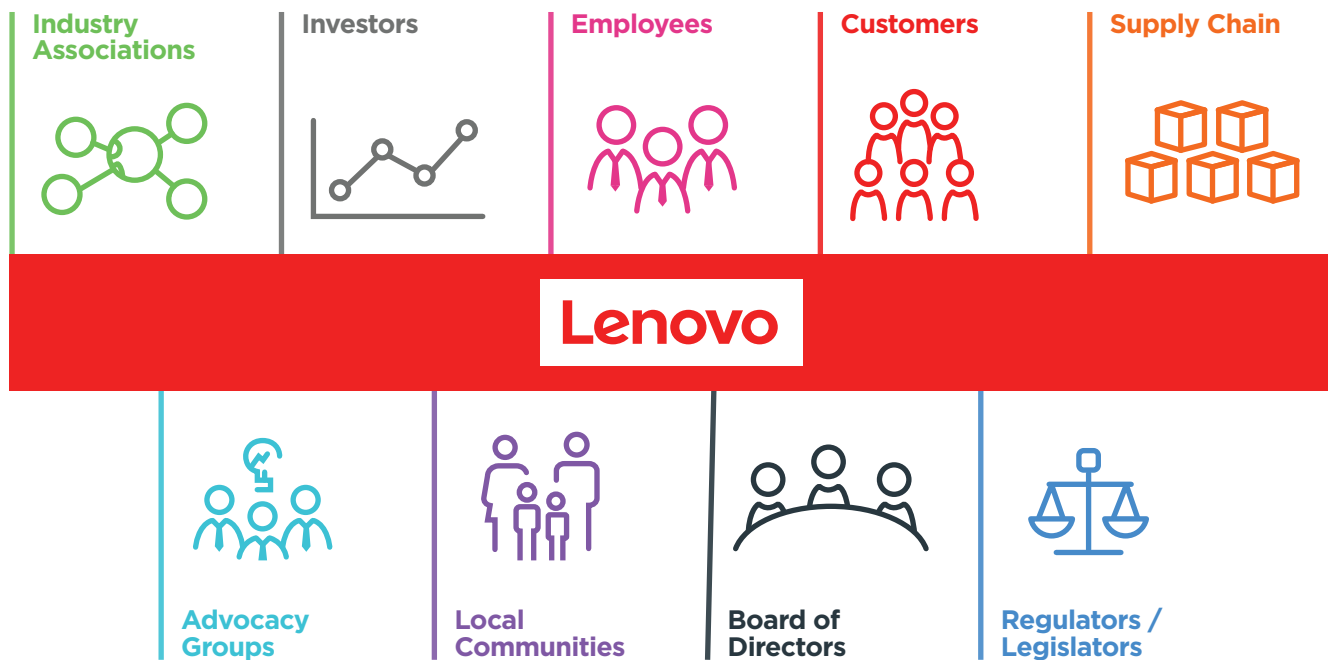 Industry
Associations
Investors
Employees
Customers
Supply Chain
Lenovo
Advocacy
Groups
Local
Communities
Board of
Directors
Regulators /
Legislators